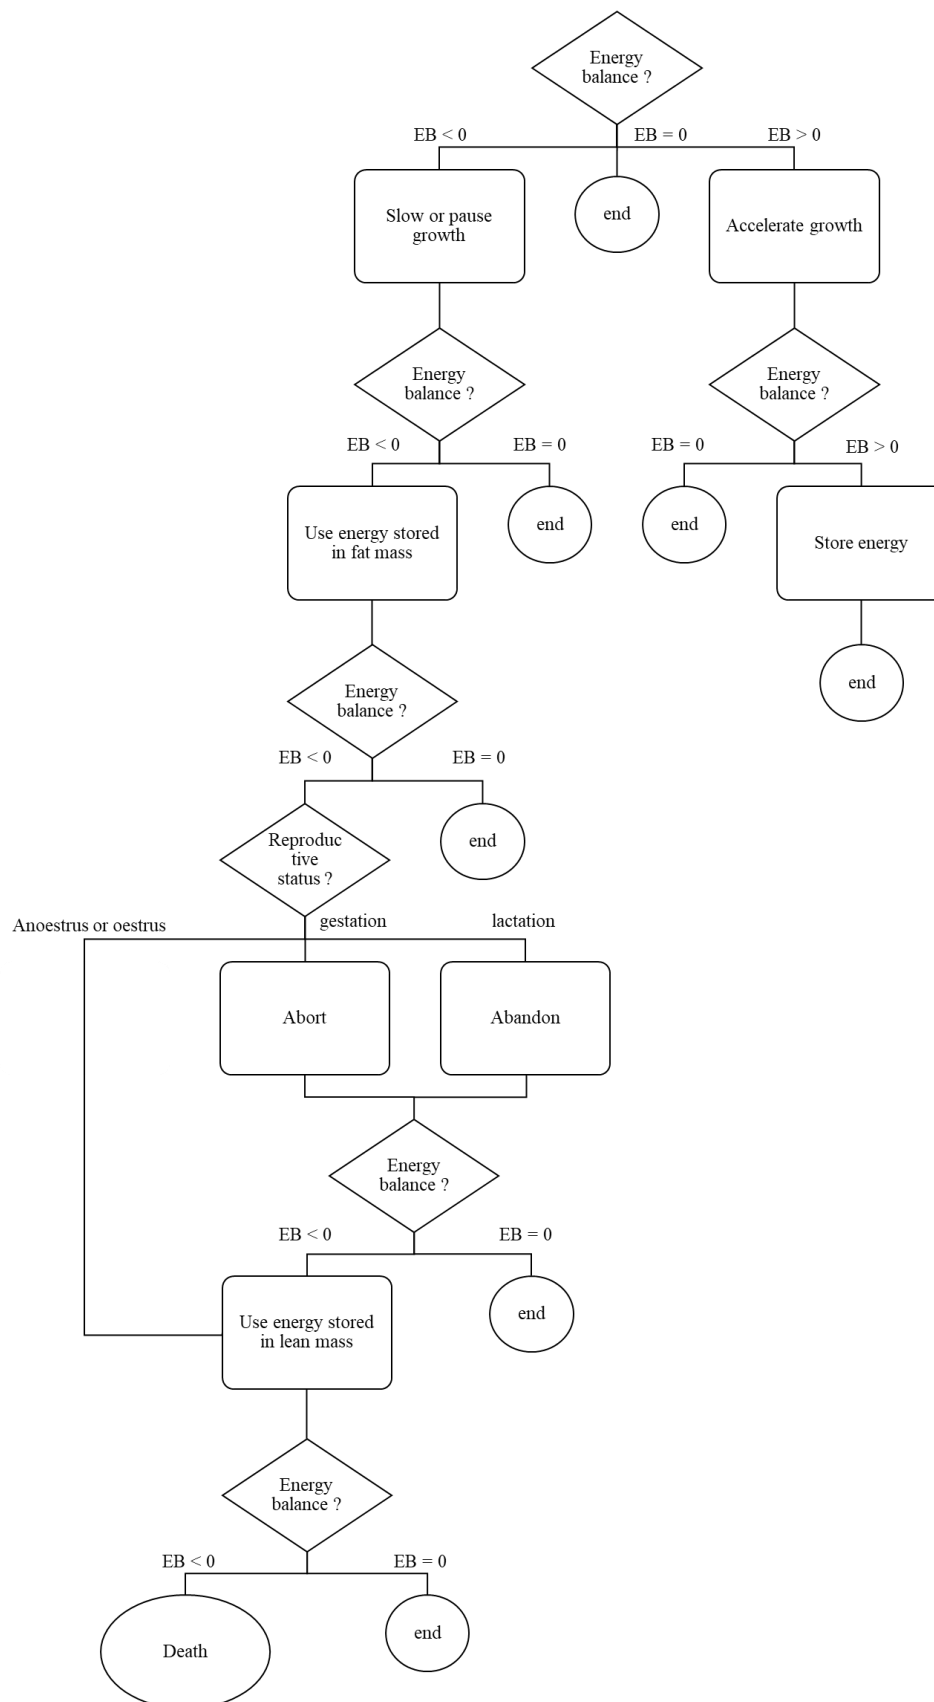 Energy
balance ?
EB < 0
EB = 0
EB > 0
Slow or pause
growth
end
Accelerate growth
Energy
balance ?
Energy
balance ?
EB < 0
EB = 0
EB = 0
EB > 0
Use energy stored
in fat mass
end
end
Store energy
Energy
balance ?
end
EB < 0
EB = 0
Reproduc
tive
status ?
end
Anoestrus or oestrus
gestation
lactation
Abort
Abandon
Energy
balance ?
EB < 0
EB = 0
Use energy stored
in lean mass
end
Energy
balance ?
EB < 0
EB = 0
Death
end